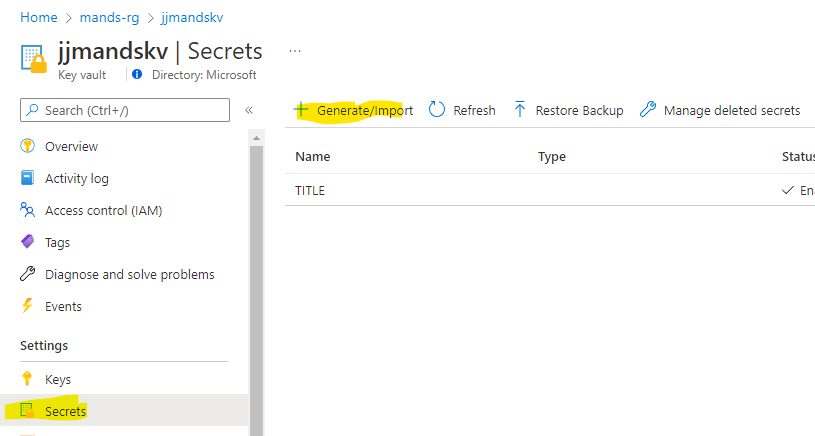 Home > mands-rg > jjmandskv
jjmandskv | Secrets ...
Key vault Directory: Microsoft
Search (Ctrl+/) «
Generate/Import Refresh Restore Backup Manage deleted secrets
Overview
Activity log
Access control (IAM)
Tags
Diagnose and solve problems
Events
Settings
Keys
Secrets
Name Type Status
TITLE ✓ Ena